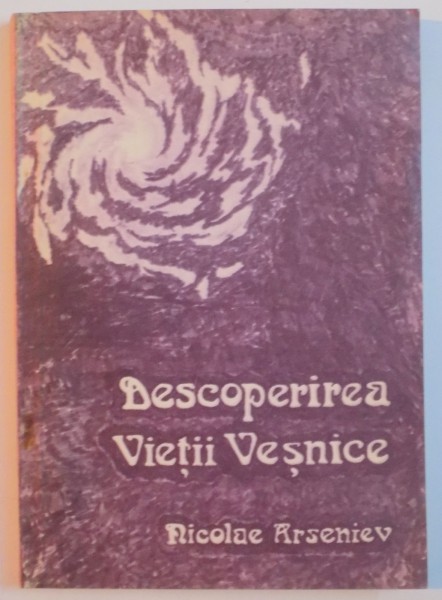 Descoperirea
Vieții Veșnice
Nicolae Arseniev